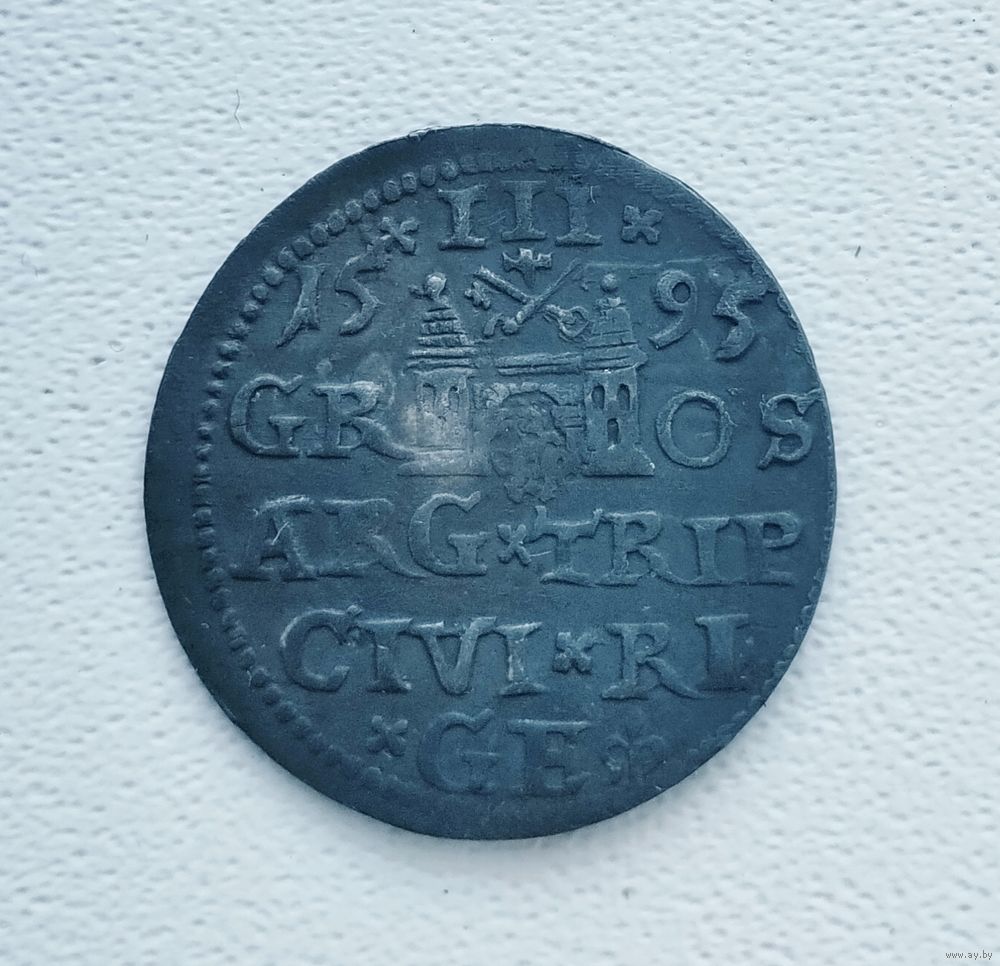 III
15 95
GR OS
ARG TRIP
CIVI RI
GE
www.ay.by